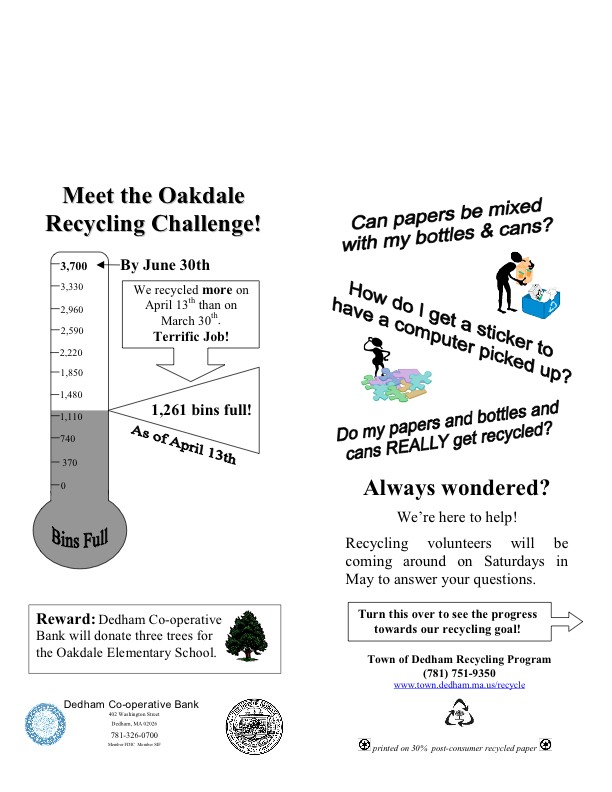 Meet the Oakdale
Recycling Challenge!
3,700
By June 30th
3,330
2,960
2,590
2,220
1,850
1,480
1,110
740
370
0
Bins Full
We recycled more on
April 13th than on
March 30th.
Terrific Job!
1,261 bins full!
As of April 13th
Reward: Dedham Co-operative
Bank will donate three trees for
the Oakdale Elementary School.
Dedham Co-operative Bank
402 Washington Street
Dedham, MA 02026
781-326-0700
Member FDIC Member SIF
Can papers be mixed
with my bottles & cans?
How do I get a sticker to
have a computer picked up?
Do my papers and bottles and
cans REALLY get recycled?
Always wondered?
We're here to help!
Recycling volunteers will be
coming around on Saturdays in
May to answer your questions.
Turn this over to see the progress
towards our recycling goal!
Town of Dedham Recycling Program
(781) 751-9350
www.town.dedham.ma.us/recycle
printed on 30% post-consumer recycled paper